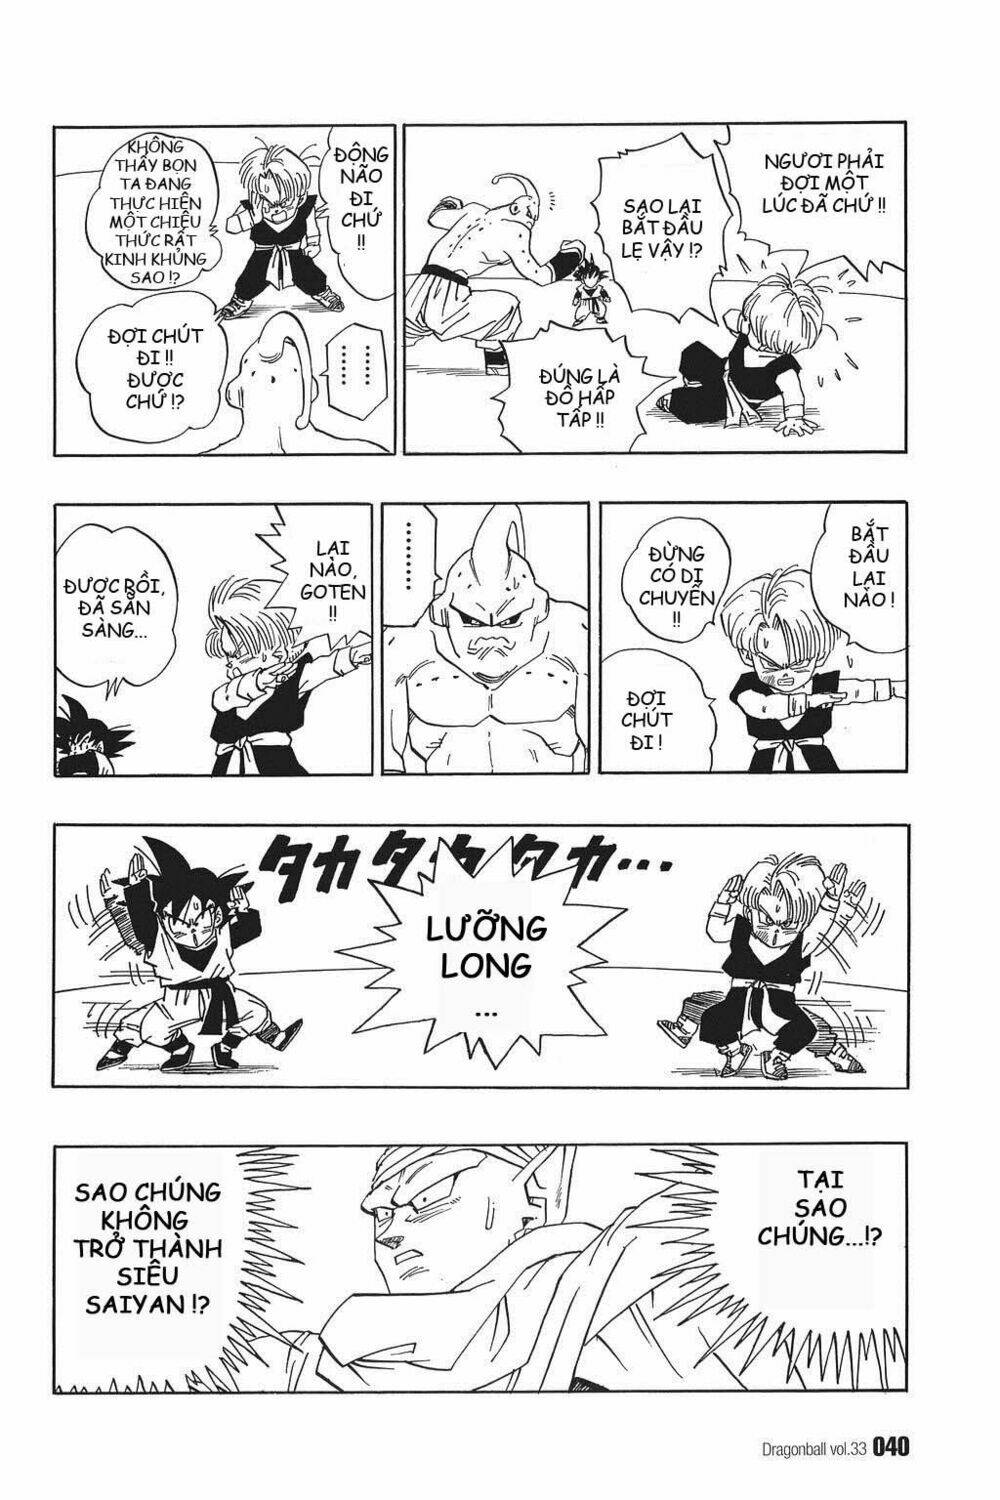 NGƯƠI PHẢI
ĐỢI MỘT
LÚC ĐÃ CHỨ !!
SAO LẠI
BẮT ĐẦU
LẸ VẬY !?
ĐÚNG LÀ
ĐỒ HẤP
TẤP !!
ĐỘNG
NÃO
ĐI
CHỨ
!!
KHÔNG
THẤY BỌN
TA ĐANG
THỰC HIỆN
MỘT CHIÊU
THỨC RẤT
KINH KHỦNG
SAO !?
ĐỢI CHÚT
ĐI !!
ĐƯỢC
CHỨ !?
........
BẮT
ĐẦU
LẠI
NÀO !
ĐỪNG
CÓ DI
CHUYỂN
!!
ĐỢI
CHÚT
ĐI !
........
LẠI
NÀO,
GOTEN
!!
ĐƯỢC RỒI,
ĐÃ SẴN
SÀNG...
タカタカタカ...
LƯỠNG
LONG
...
TẠI
SAO
CHÚNG...!?
SAO CHÚNG
KHÔNG
TRỞ THÀNH
SIÊU
SAIYAN !?
Dragonball vol.33 040